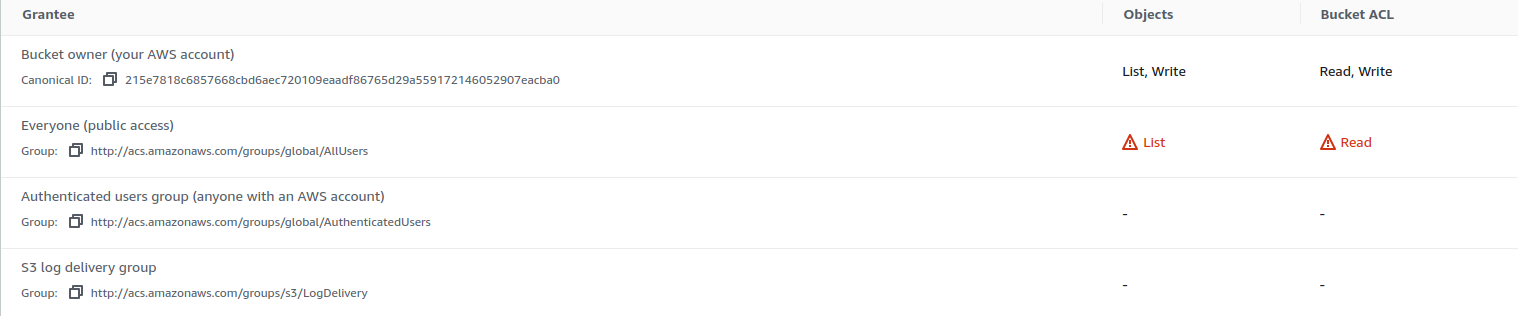 Grantee Objects Bucket ACL
Bucket owner (your AWS account)
Canonical ID: 215e7818c6857668cbd6aec720109eaadf86765d29a559172146052907eacba0
List, Write Read, Write
Everyone (public access)
Group: http://acs.amazonaws.com/groups/global/AllUsers
List Read
Authenticated users group (anyone with an AWS account)
Group: http://acs.amazonaws.com/groups/global/AuthenticatedUsers
- -
S3 log delivery group
Group: http://acs.amazonaws.com/groups/s3/LogDelivery
- -